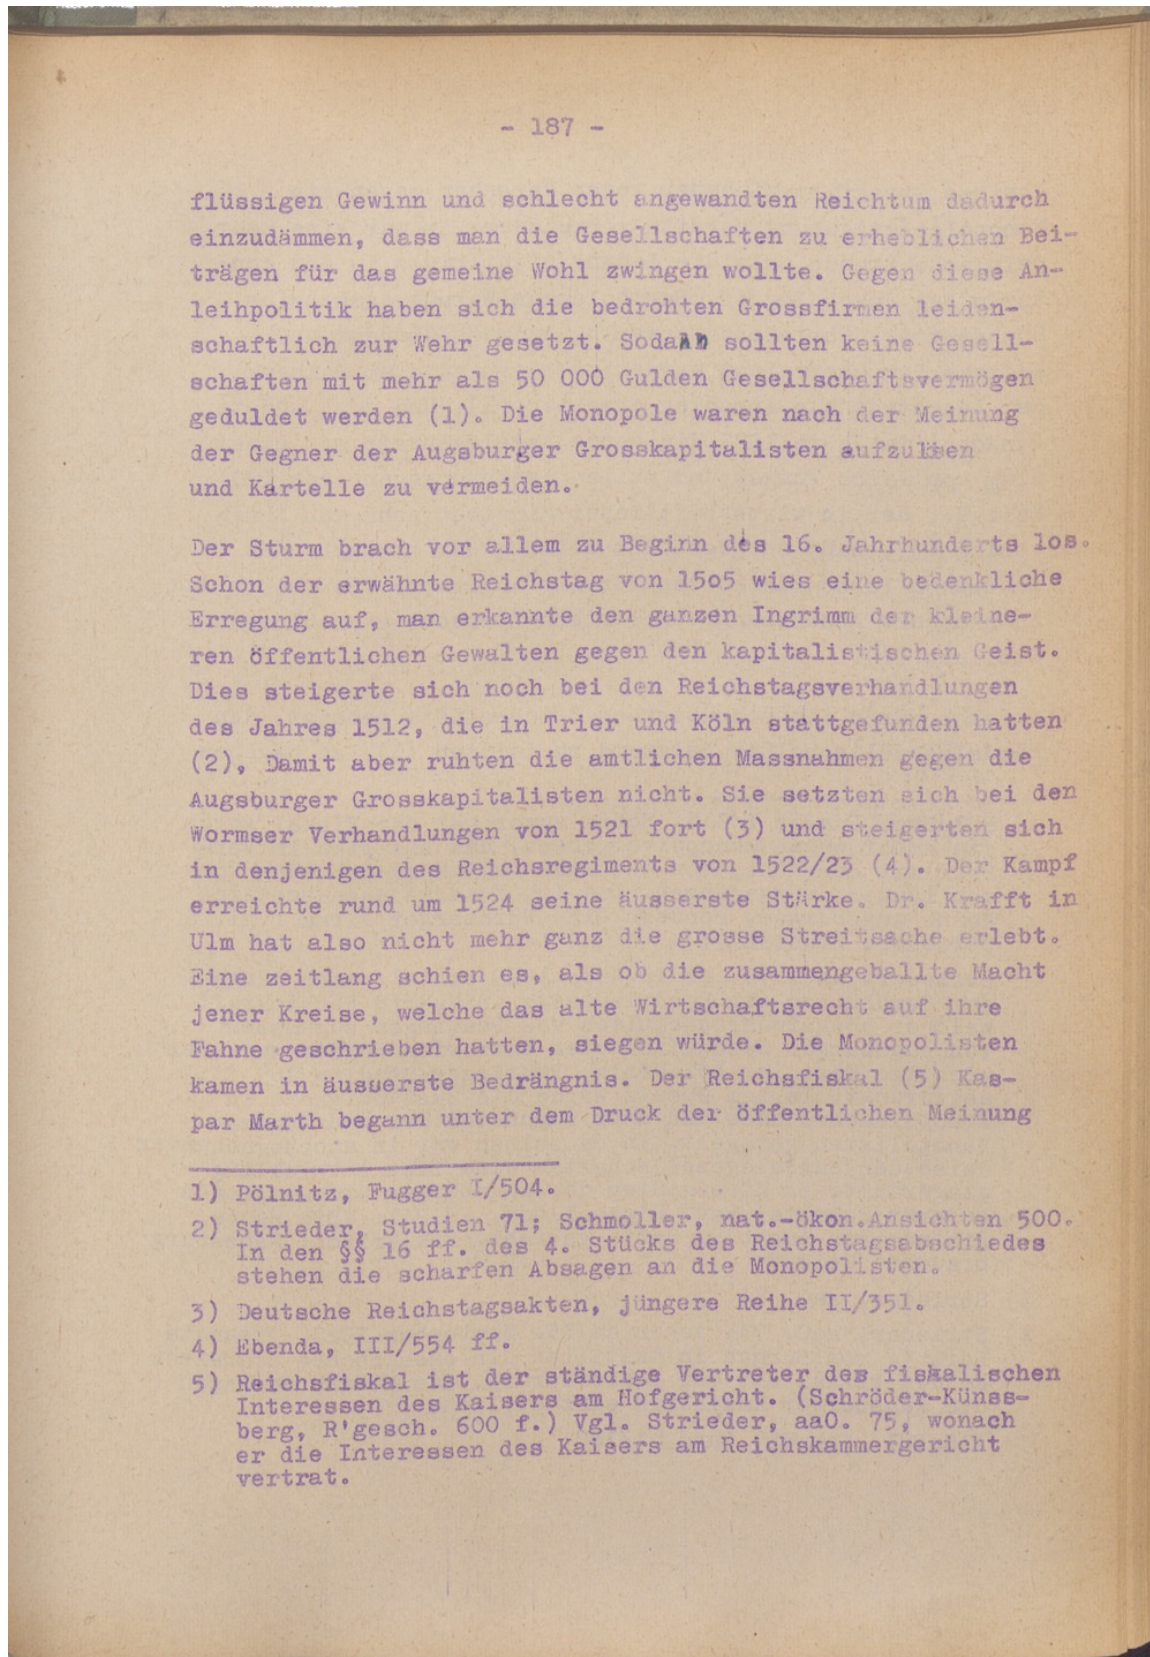 - 187 -
flüssigen Gewinn und schlecht angewandten Reichtum dadurch
einzudämmen, dass man die Gesellschaften zu erheblichen Bei-
trägen für das gemeine Wohl zwingen wollte. Gegen diese An-
leihpolitik haben sich die bedrohten Grossfirmen leiden-
schaftlich zur Wehr gesetzt. Sodann sollten keine Gesell-
schaften mit mehr als 50 000 Gulden Gesellschaftsvermögen
geduldet werden (1). Die Monopole waren nach der Meinung
der Gegner der Augsburger Grosskapitalisten aufzulösen
und Kartelle zu vermeiden.
Der Sturm brach vor allem zu Beginn des 16. Jahrhunderts los.
Schon der erwähnte Reichstag von 15o5 wies eine bedenkliche
Erregung auf, man erkannte den ganzen Ingrimm der kleine-
ren öffentlichen Gewalten gegen den kapitalistischen Geist.
Dies steigerte sich noch bei den Reichstagsverhandlungen
des Jahres 1512, die in Trier und Köln stattgefunden hatten
(2), Damit aber ruhten die amtlichen Massnahmen gegen die
Augsburger Grosskapitalisten nicht. Sie setzten sich bei den
Wormser Verhandlungen von 1521 fort (3) und steigerten sich
in denjenigen des Reichsregiments von 1522/23 (4). Der Kampf
erreichte rund um 1524 seine äusserste Stärke. Dr. Krafft in
Ulm hat also nicht mehr ganz die grosse Streitsache erlebt.
Eine zeitlang schien es, als ob die zusammengeballte Macht
jener Kreise, welche das alte Wirtschaftsrecht auf ihre
Fahne geschrieben hatten, siegen würde. Die Monopolisten
kamen in äusserste Bedrängnis. Der Reichsfiskal (5) Kas-
par Marth begann unter dem Druck der öffentlichen Meinung
1) Pölnitz, Fugger I/504.
2) Strieder, Studien 71; Schmoller, nat.-ökon.Ansichten 500.
In den §§ 16 ff. des 4. Stücks des Reichstagsabschiedes
stehen die scharfen Absagen an die Monopolisten.
3) Deutsche Reichstagsakten, jüngere Reihe II/351.
4) Ebenda, III/554 ff.
5) Reichsfiskal ist der ständige Vertreter der fiskalischen
Interessen des Kaisers am Hofgericht. (Schröder-Künss-
berg, R'gesch. 600 f.) Vgl. Strieder, aaO. 75, wonach
er die Interessen des Kaisers am Reichskammergericht
vertrat.